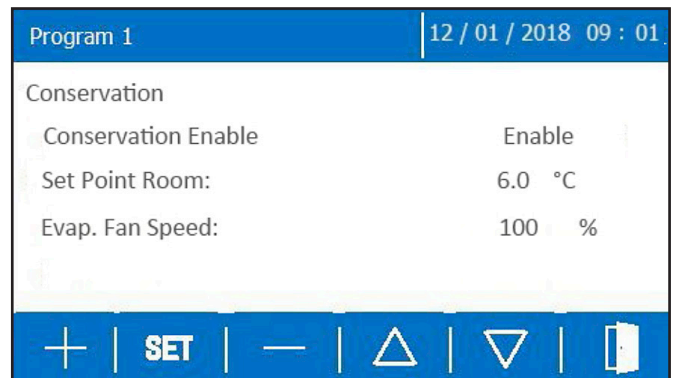 Program 1 12 / 01 / 2018 09 : 01
Conservation
Conservation Enable Enable
Set Point Room: 6.0 °C
Evap. Fan Speed: 100 %
SET